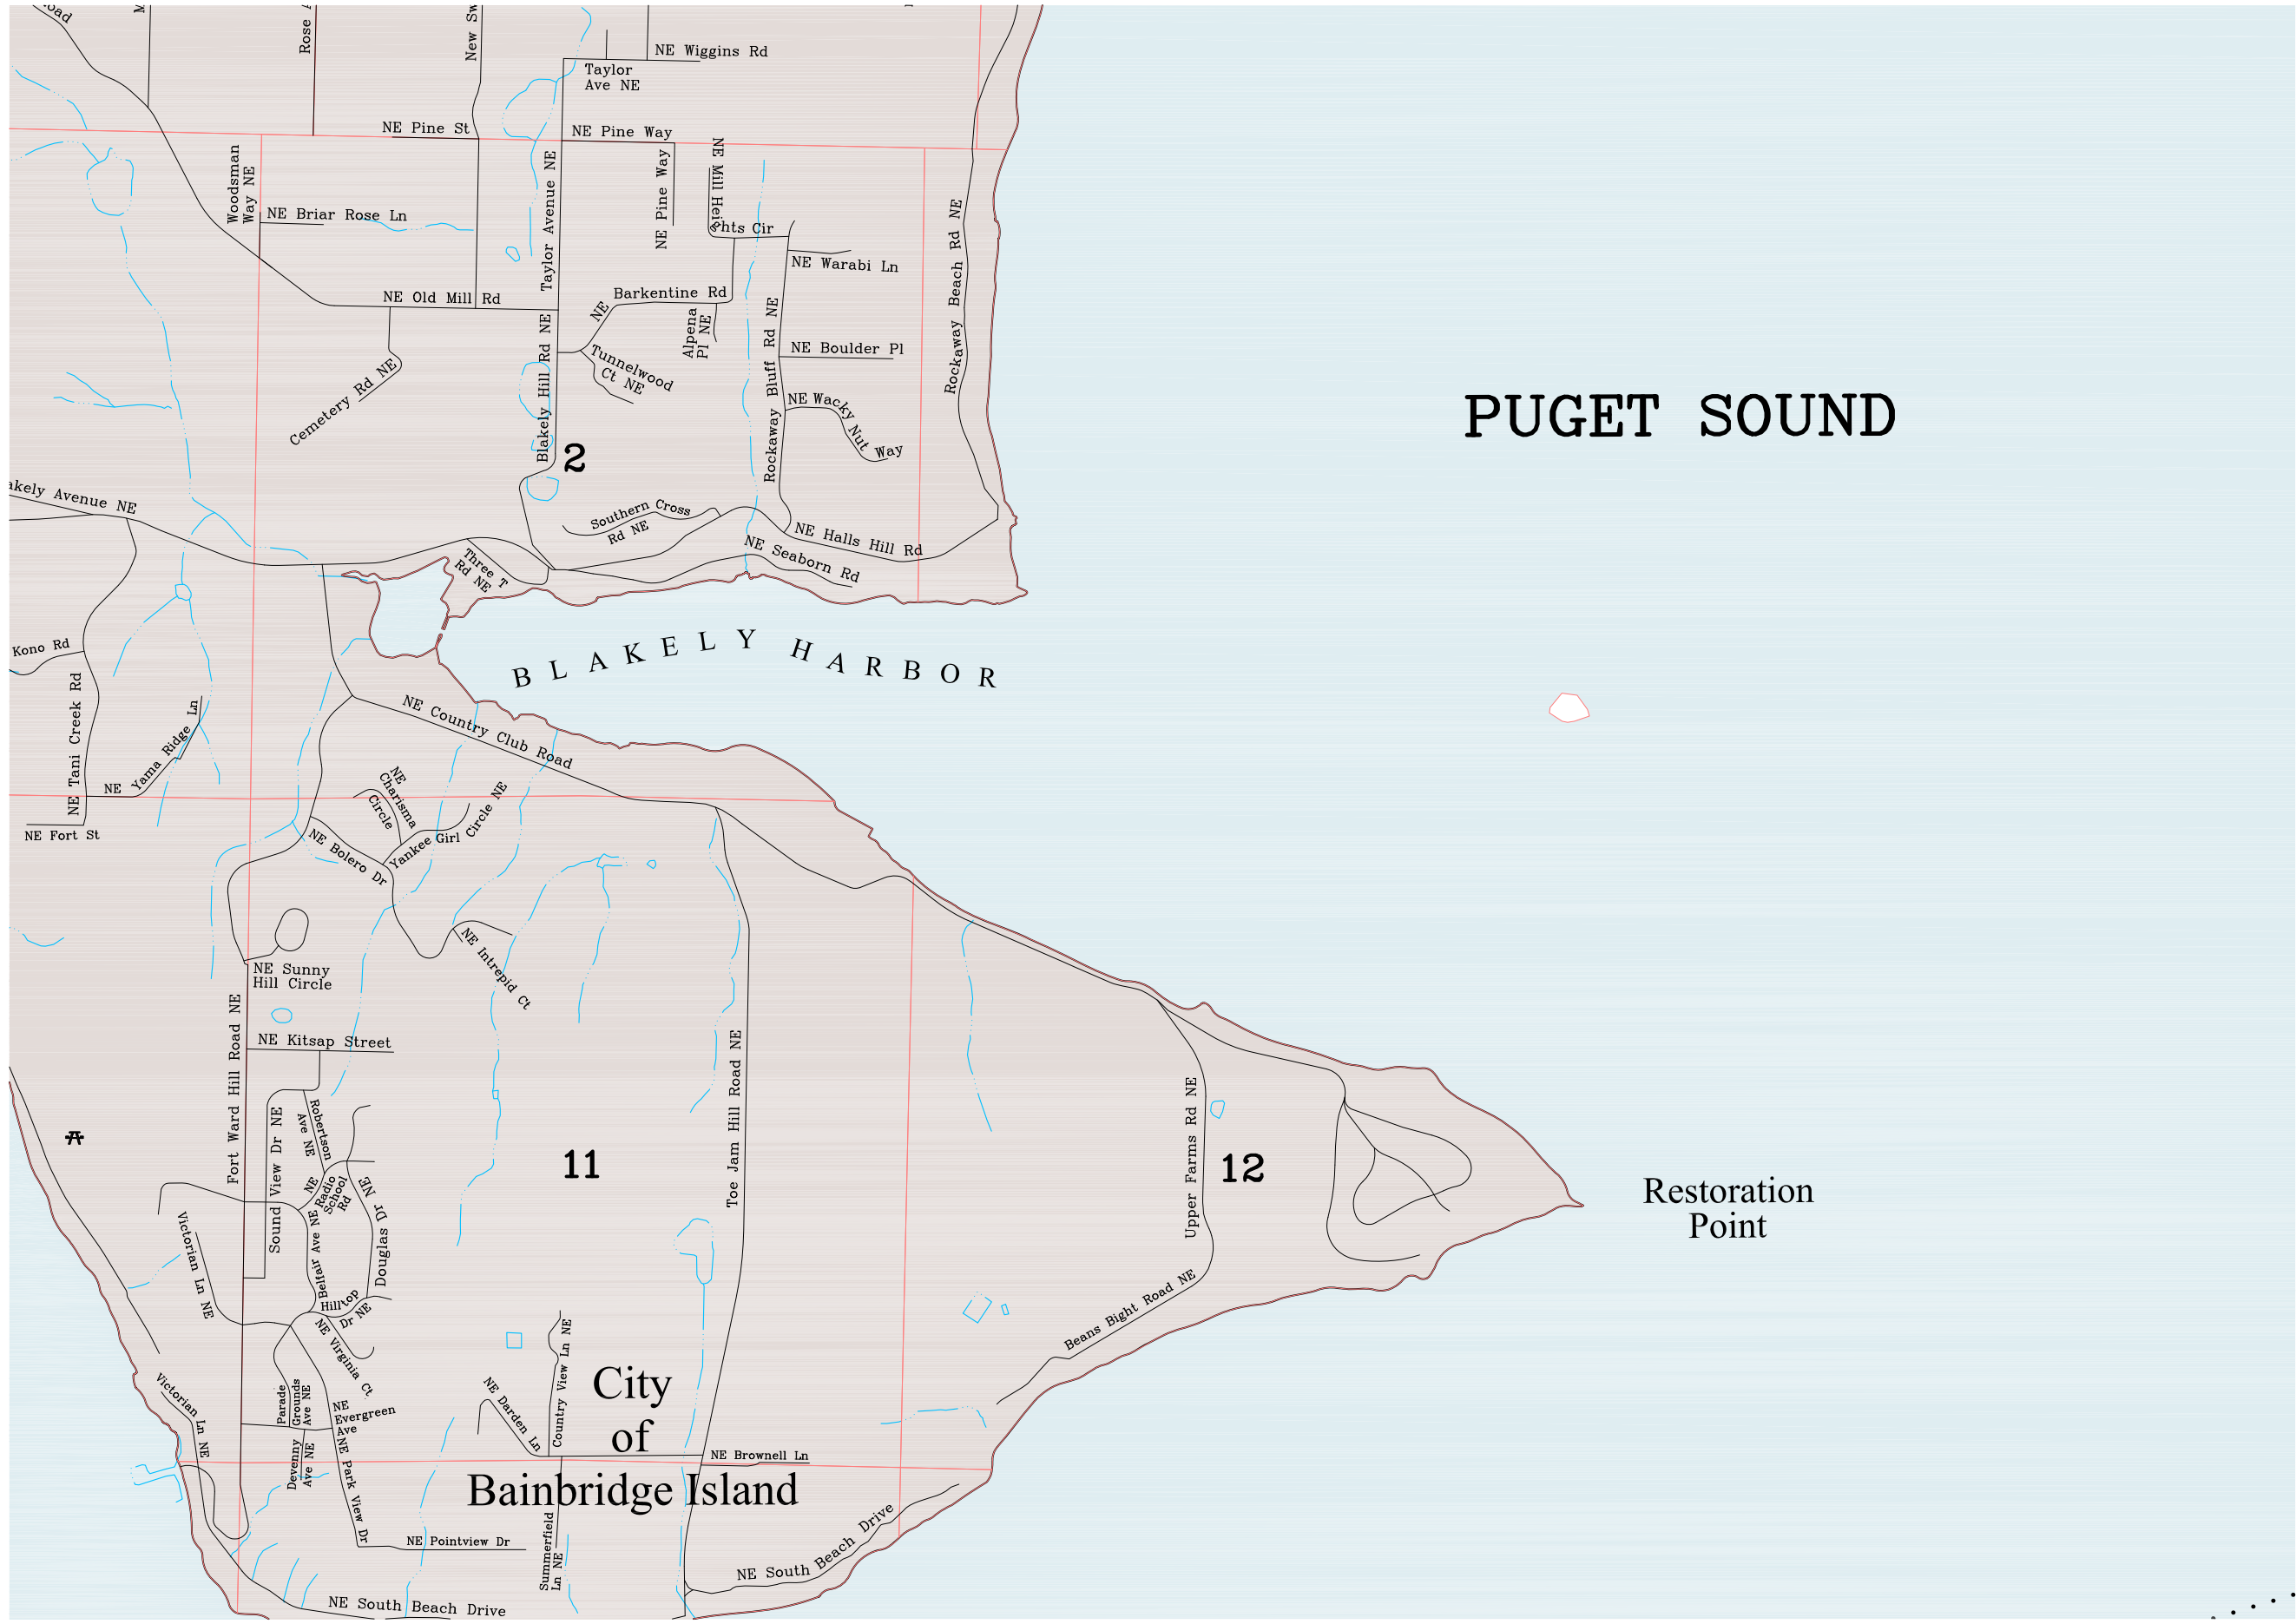 NE Wiggins Rd
Taylor
Ave NE
NE Pine St
NE Pine Way
Woodsman
Way NE
NE Briar Rose Ln
Taylor Avenue NE
NE Pine Way
NE Mill Heights Cir
NE Warabi Ln
Rockaway Beach Rd NE
NE Old Mill Rd
NE Barkentine Rd
Alpena
Pl NE
Blakely Hill Rd NE
Rockaway Bluff Rd NE
NE Boulder Pl
Tunnelwood
Ct NE
Cemetery Rd NE
NE Wacky Nut Way
PUGET SOUND
2
akely Avenue NE
Southern Cross
Rd NE
NE Halls Hill Rd
NE Seaborn Rd
Three T
Rd NE
BLAKELY HARBOR
Kono Rd
NE Tani Creek Rd
NE Yama Ridge Ln
NE Country Club Road
NE
Charisma
Circle
Yankee Girl Circle NE
NE Fort St
NE Bolero Dr
NE Intrepid Ct
NE Sunny
Hill Circle
Fort Ward Hill Road NE
NE Kitsap Street
Toe Jam Hill Road NE
Upper Farms Rd NE
Robertson
Ave NE
Sound View Dr NE
11
12
NE
Radio
School
Rd
Douglas Dr NE
Restoration
Point
Victorian Ln NE
Belfair Ave NE
Hilltop
Dr NE
NE Virginia Ct
Beans Bight Road NE
Country View Ln NE
City
of
Bainbridge Island
Victorian Ln NE
Parade
Grounds
Ave NE
NE
Evergreen
Ave
NE Darden Ln
Devenny
Ave NE
NE Park View Dr
NE Brownell Ln
NE Pointview Dr
Summerfield
Ln NE
NE South Beach Drive
NE South Beach Drive